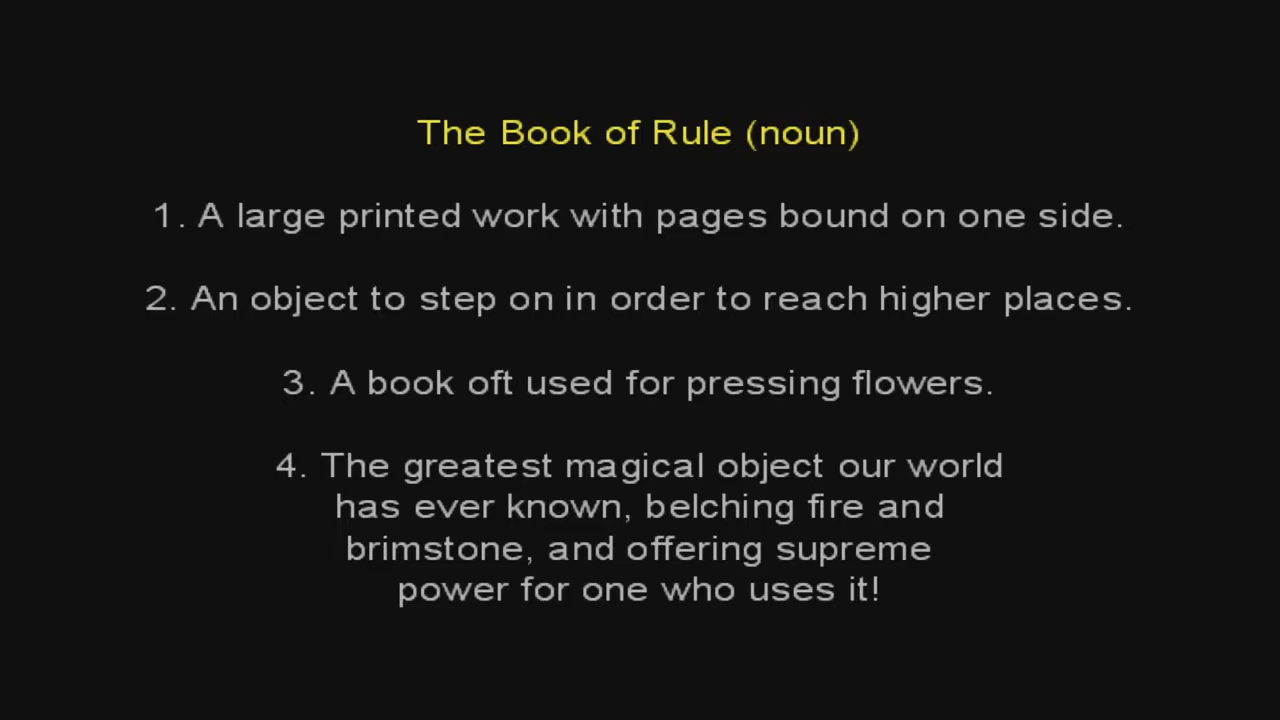 The Book of Rule (noun)
1. A large printed work with pages bound on one side.
2. An object to step on in order to reach higher places.
3. A book oft used for pressing flowers.
4. The greatest magical object our world
has ever known, belching fire and
brimstone, and offering supreme
power for one who uses it!